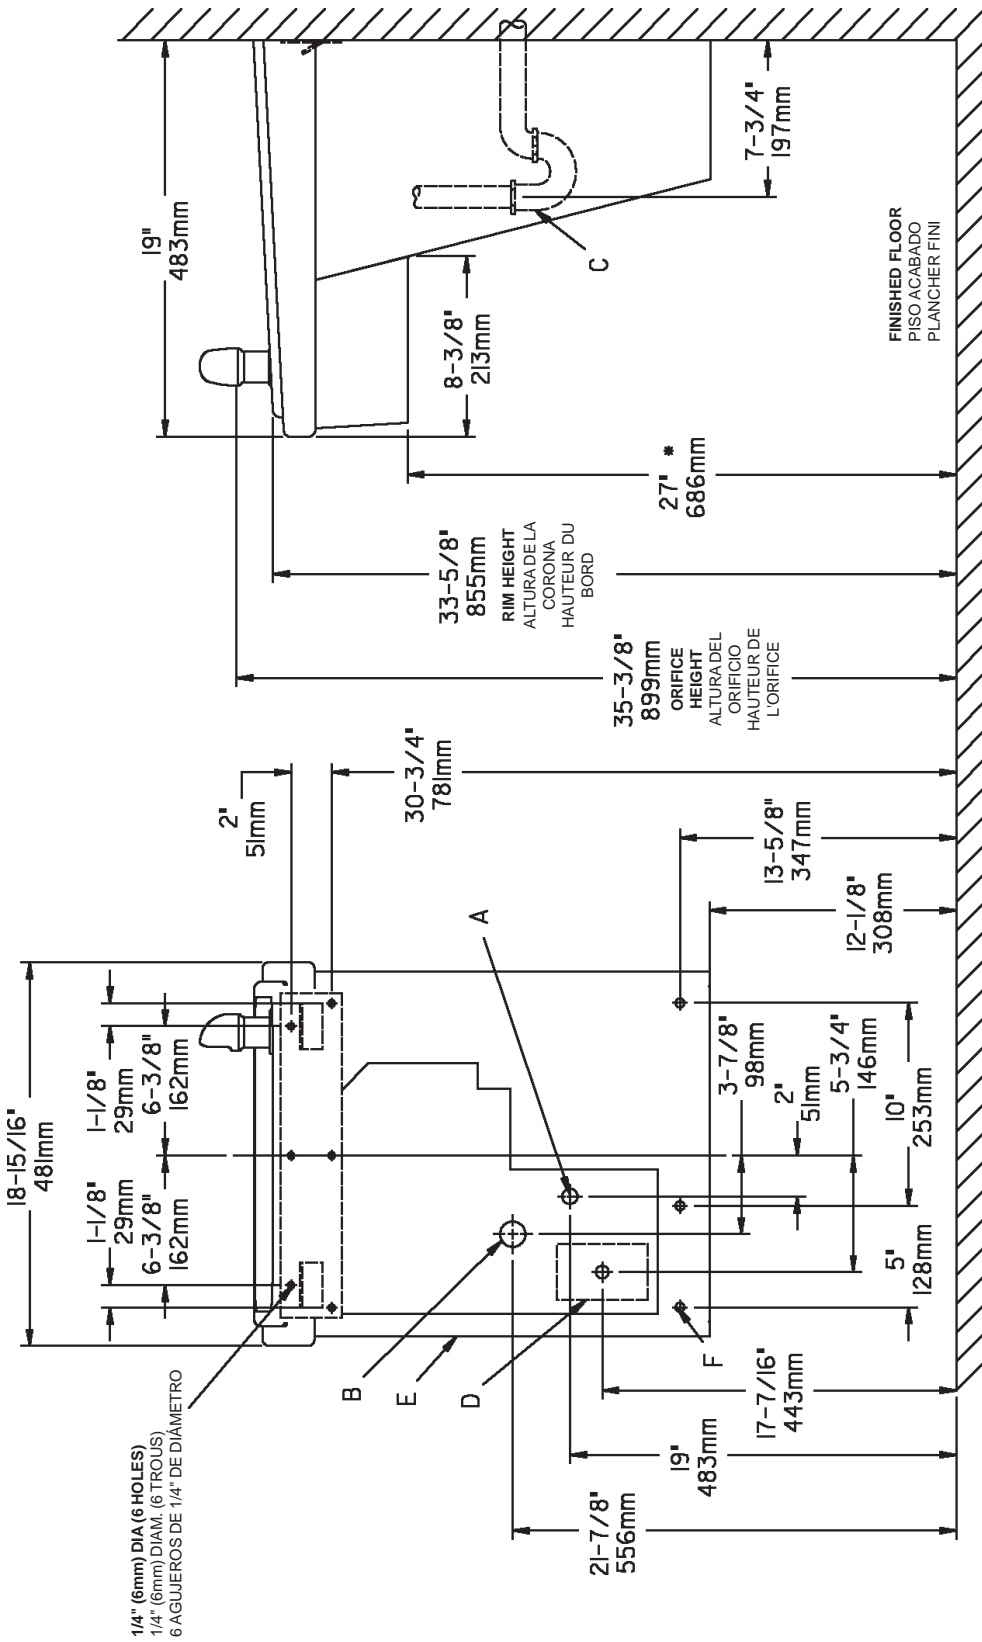 1/4" (6mm) DIA (6 HOLES)
1/4" (6mm) DIAM. (6 TROUS)
6 AGUJEROS DE 1/4" DE DIÁMETRO
18-15/16"
481mm
1-1/8"
29mm
6-3/8"
162mm
1-1/8"
29mm
6-3/8"
162mm
2"
51mm
30-3/4"
781mm
A
B
E
D
F
3-7/8"
98mm
2"
51mm
5-3/4"
146mm
10"
253mm
5"
128mm
13-5/8"
347mm
12-1/8"
308mm
17-7/16"
443mm
19"
483mm
21-7/8"
556mm
19"
483mm
8-3/8"
213mm
C
7-3/4"
197mm
27" *
686mm
33-5/8"
855mm
RIM HEIGHT
ALTURA DE LA
CORONA
HAUTEUR DU
BORD
35-3/8"
899mm
ORIFICE
HEIGHT
ALTURA DEL
ORIFICIO
HAUTEUR DE
L'ORIFICE
FINISHED FLOOR
PISO ACABADO
PLANCHER FINI